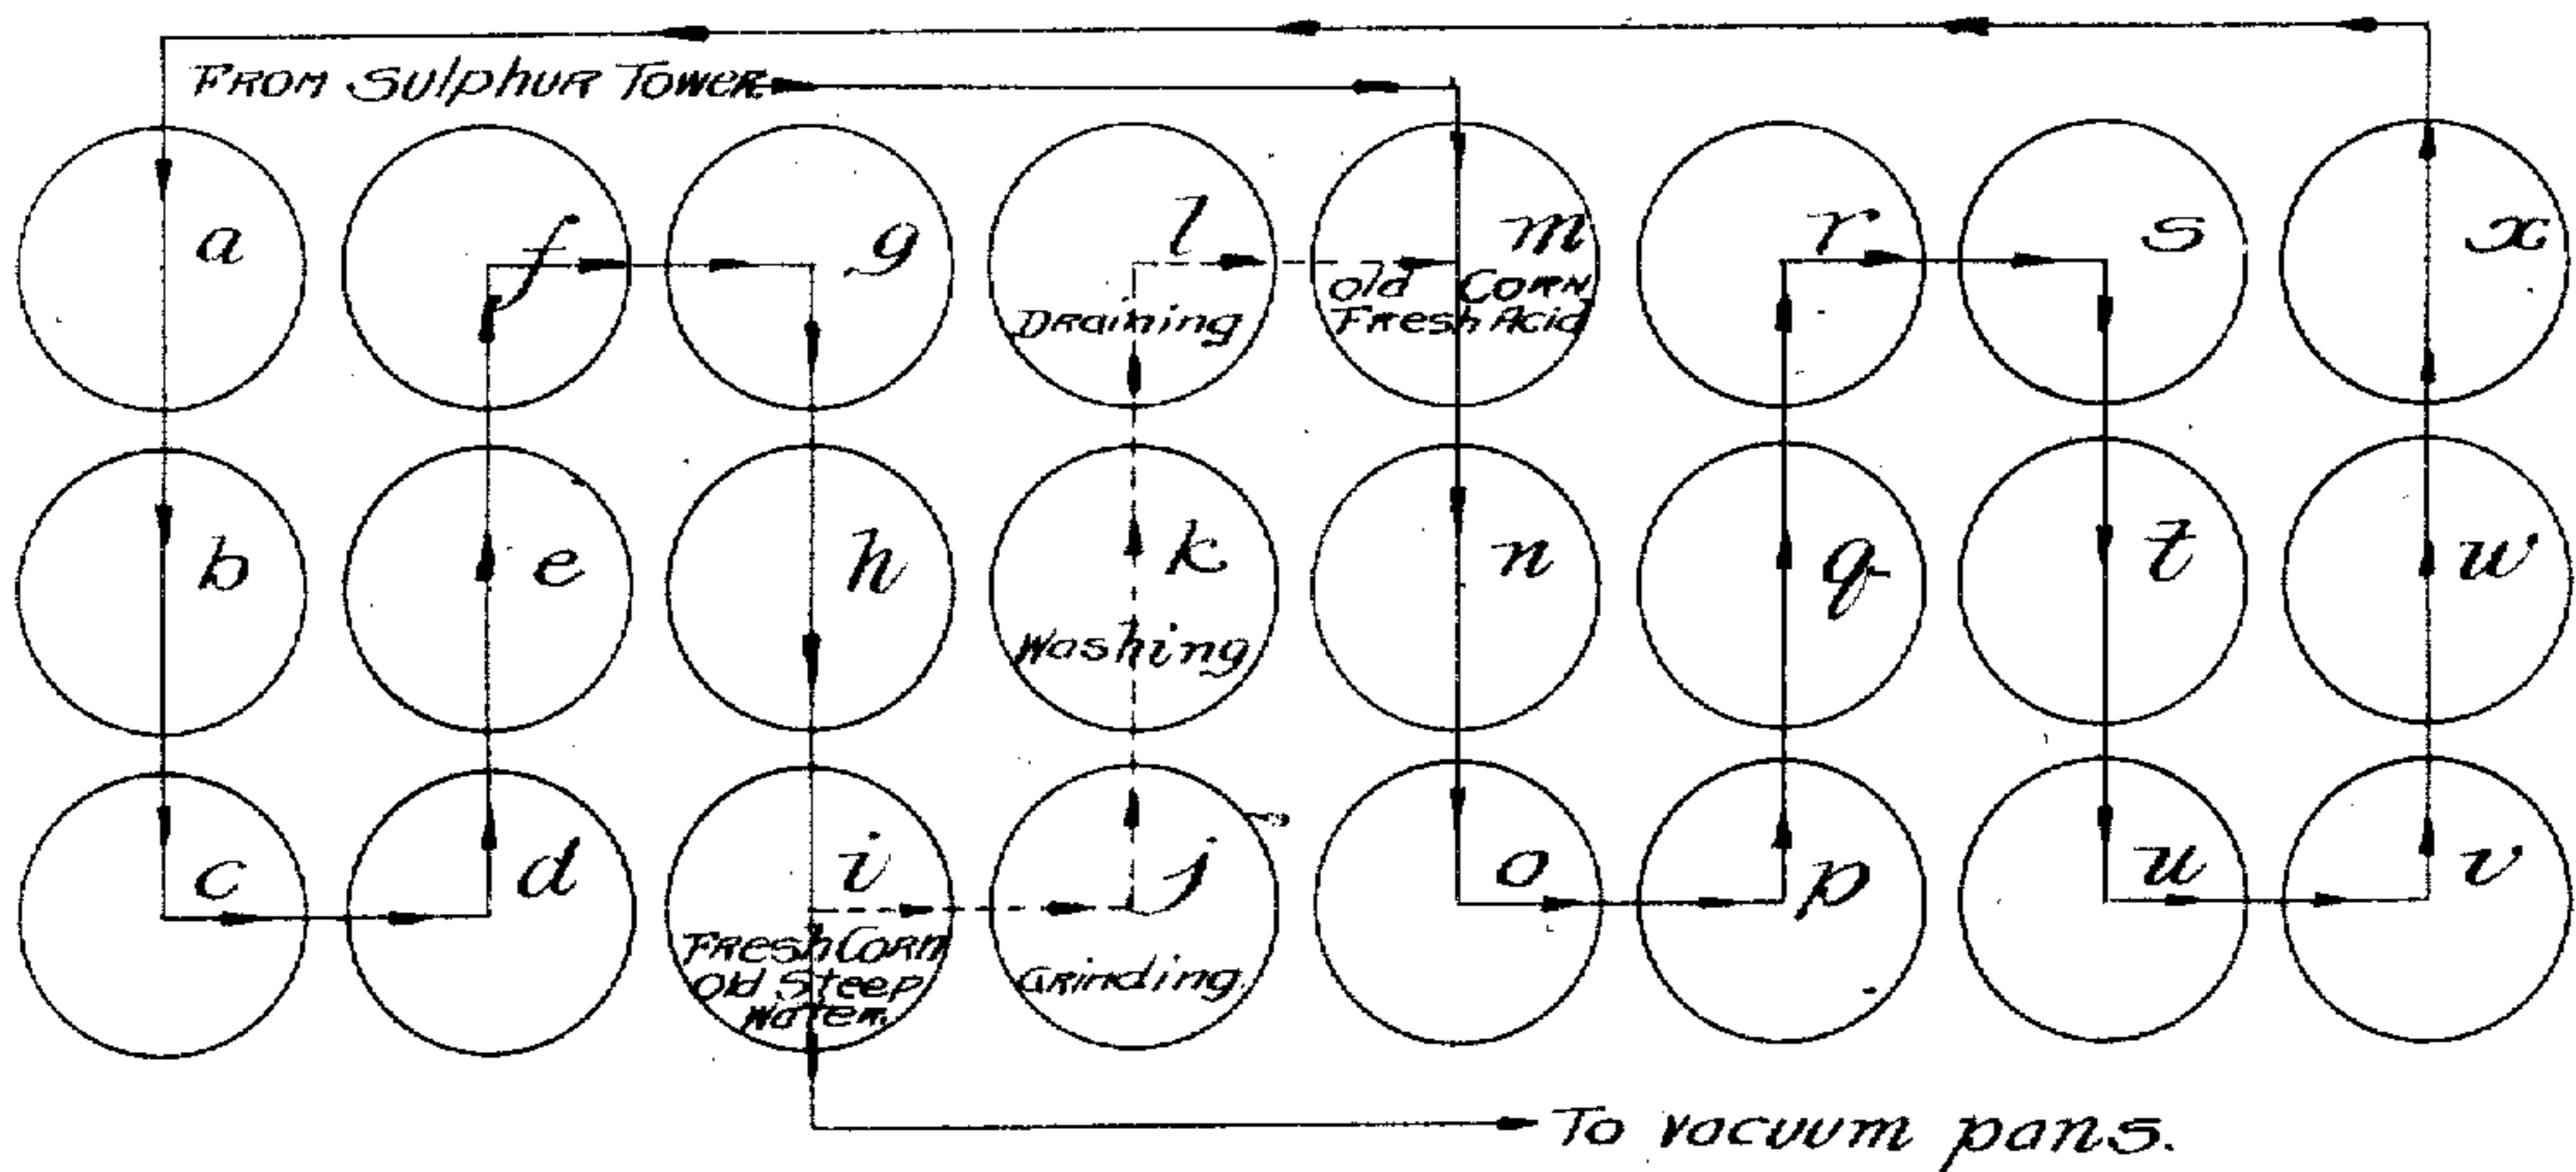 From Sulphur Tower
a
f
g
l
Draining
m
Old Corn
Fresh Acid
r
s
x
b
e
h
k
Washing
n
q
t
w
c
d
i
Fresh Corn
Old Steep
Water.
j
Grinding.
o
p
u
v
To vacuum pans.